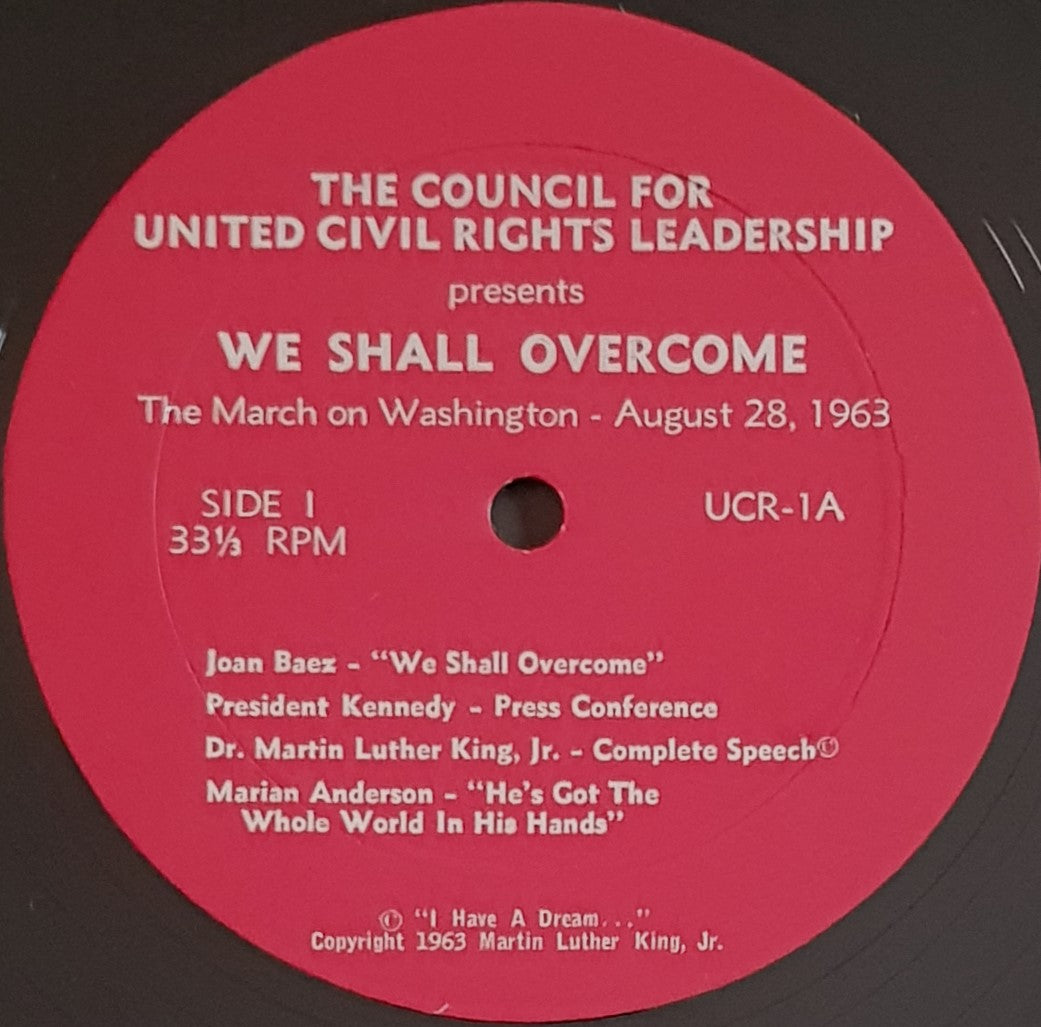 THE COUNCIL FOR
UNITED CIVIL RIGHTS LEADERSHIP
presents
WE SHALL OVERCOME
The March on Washington - August 28, 1963
SIDE 1
33⅓ RPM
UCR-1A
Joan Baez - “We Shall Overcome”
President Kennedy - Press Conference
Dr. Martin Luther King, Jr. - Complete Speech©
Marian Anderson - “He’s Got The
Whole World In His Hands”
© “I Have A Dream...”
Copyright 1963 Martin Luther King, Jr.